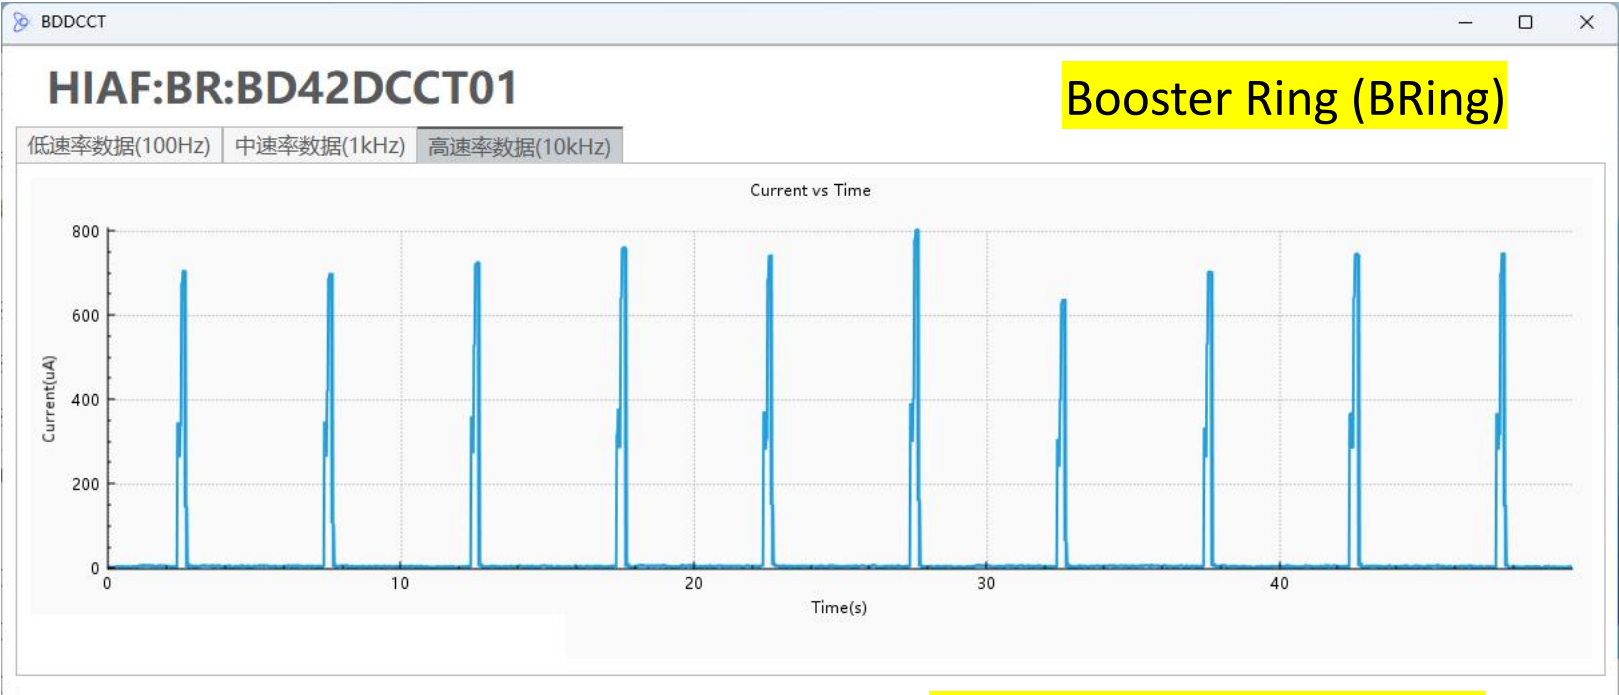 BDDCCT
HIAF:BR:BD42DCCT01
Booster Ring (BRing)
低速率数据(100Hz) 中速率数据(1kHz) 高速率数据(10kHz)
Current vs Time
800
600
400
200
0
Current(uA)
0 10 20 30 40
Time(s)